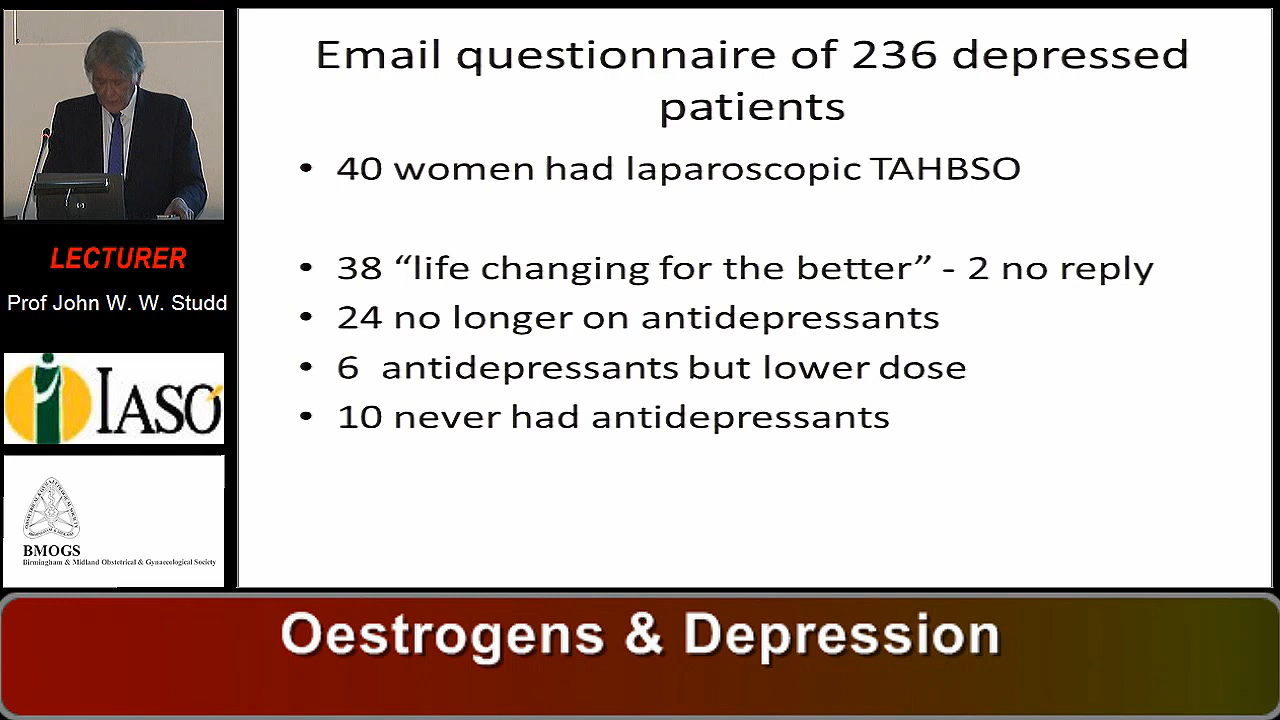 Email questionnaire of 236 depressed
patients
• 40 women had laparoscopic TAHBSO
• 38 “life changing for the better” - 2 no reply
• 24 no longer on antidepressants
• 6 antidepressants but lower dose
• 10 never had antidepressants
LECTURER
Prof John W. W. Studd
IASO
BMOGS
Birmingham & Midland Obstetrical & Gynaecological Society
Oestrogens & Depression